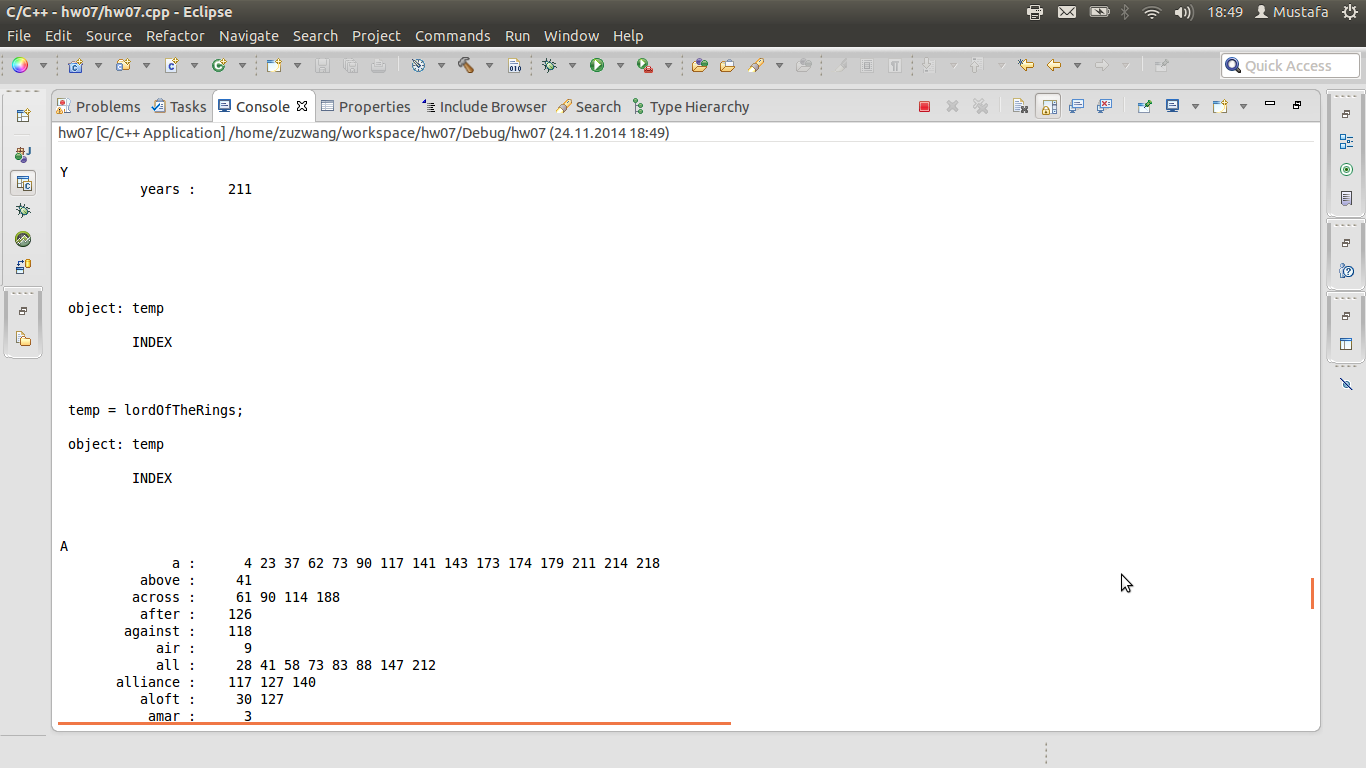 C/C++ - hw07/hw07.cpp - Eclipse 18:49 Mustafa
File Edit Source Refactor Navigate Search Project Commands Run Window Help
Quick Access
Problems Tasks Console Properties Include Browser Search Type Hierarchy
hw07 [C/C++ Application] /home/zuzwang/workspace/hw07/Debug/hw07 (24.11.2014 18:49)
Y
years : 211
object: temp
INDEX
temp = lordOfTheRings;
object: temp
INDEX
A
a : 4 23 37 62 73 90 117 141 143 173 174 179 211 214 218
above : 41
across : 61 90 114 188
after : 126
against : 118
air : 9
all : 28 41 58 73 83 88 147 212
alliance : 117 127 140
aloft : 30 127
amar : 3